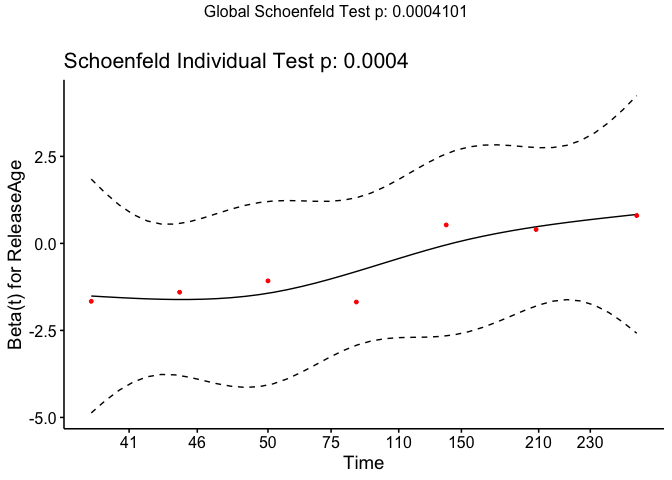 Global Schoenfeld Test p: 0.0004101
Schoenfeld Individual Test p: 0.0004
Beta(t) for ReleaseAge
2.5
0.0
-2.5
-5.0
41 46 50 75 110 150 210 230
Time